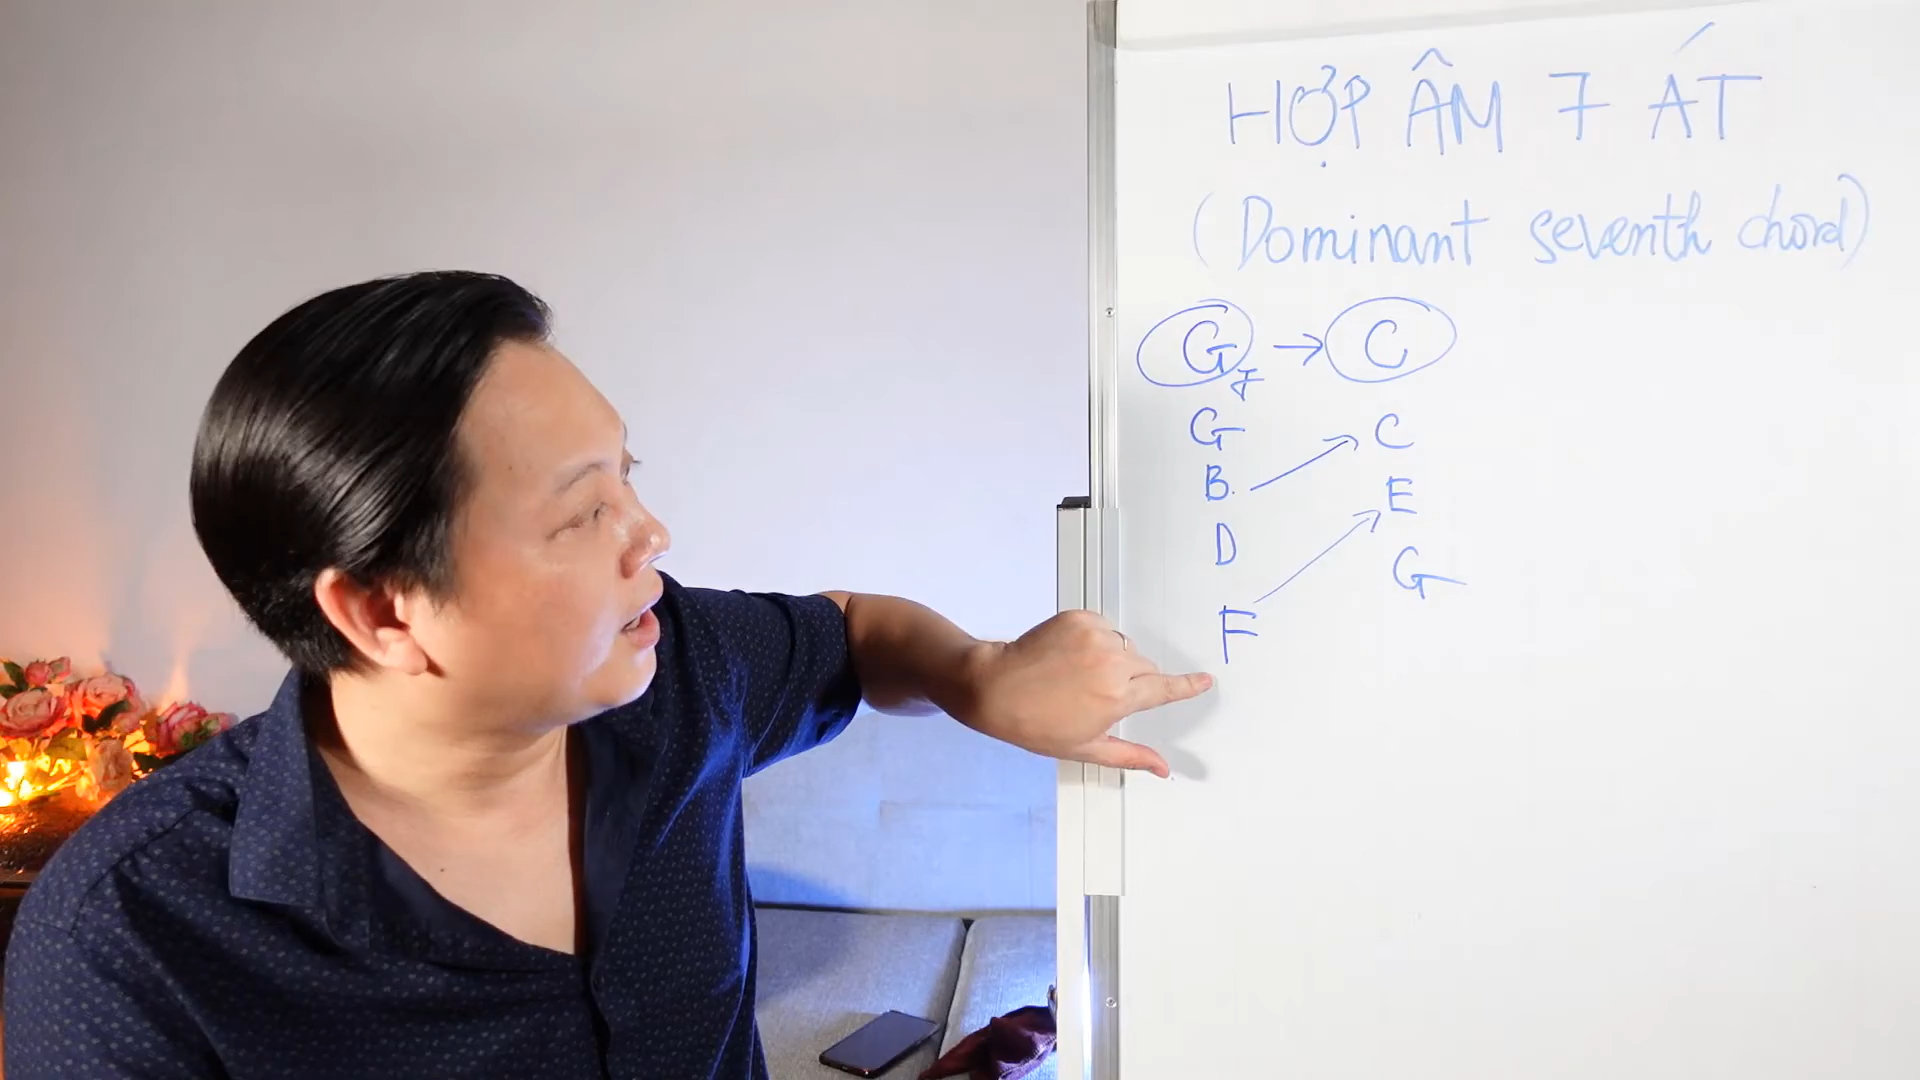 HỢP ÂM 7 ÁT
(Dominant seventh chord)
G7 → C
G C
B E
D G
F